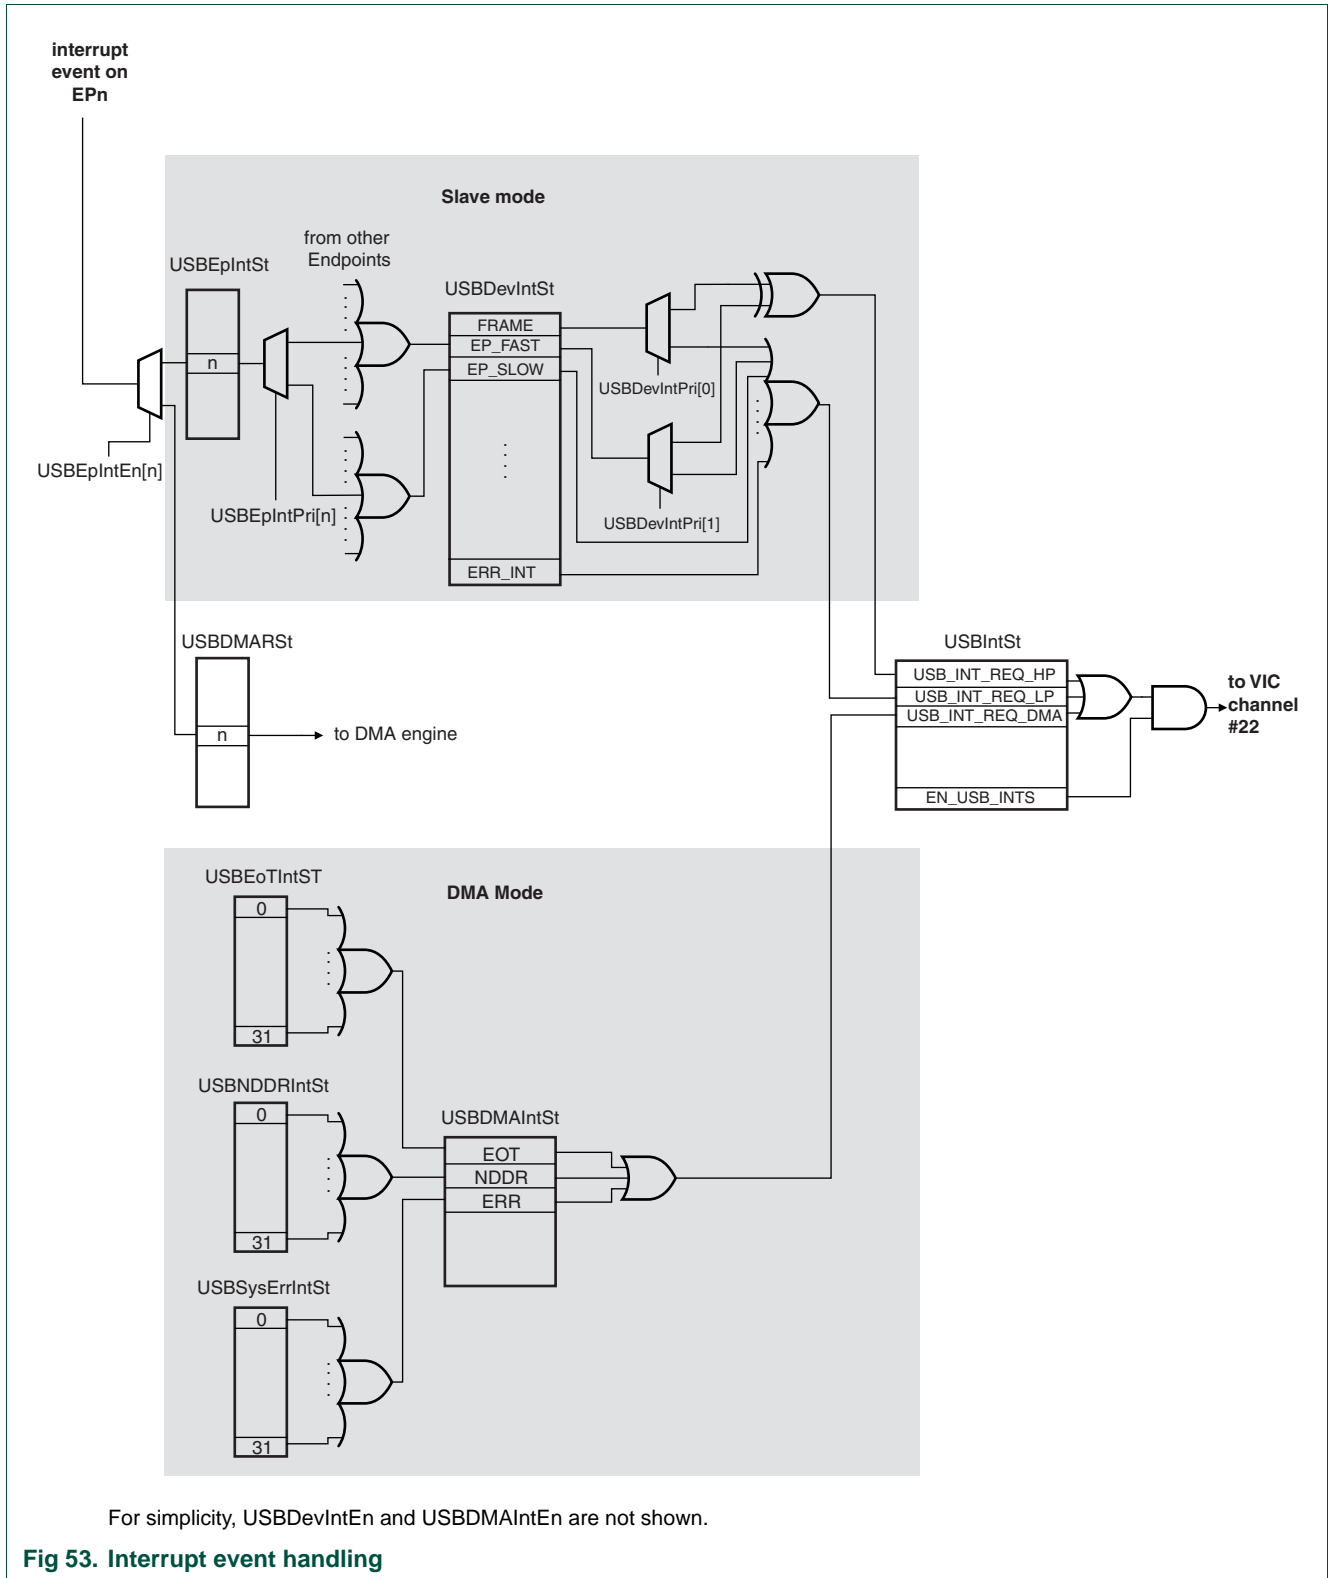 interrupt
event on
EPn
Slave mode
from other
Endpoints
USBEpIntSt
n
USBEpIntEn[n]
USBEpIntPri[n]
USBDevIntSt
FRAME
EP_FAST
EP_SLOW
ERR_INT
USBDevIntPri[0]
USBDevIntPri[1]
USBDMARSt
n
to DMA engine
USBIntSt
USB_INT_REQ_HP
USB_INT_REQ_LP
USB_INT_REQ_DMA
EN_USB_INTS
to VIC
channel
#22
DMA Mode
USBEoTIntST
0
31
USBNDDRIntSt
0
31
USBSysErrIntSt
0
31
USBDMAIntSt
EOT
NDDR
ERR
For simplicity, USBDevIntEn and USBDMAIntEn are not shown.
Fig 53. Interrupt event handling